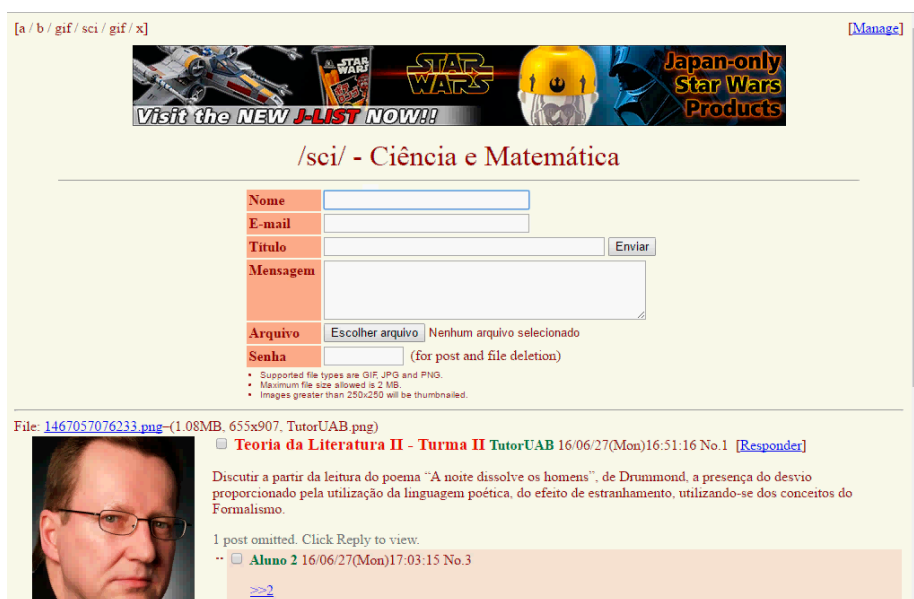 [a / b / gif / sci / gif / x] [Manage]
STAR WARS
STAR WARS
Japan-only
Star Wars
Products
Visit the NEW J-LIST NOW!!
/sci/ - Ciência e Matemática
Nome
E-mail
Título Enviar
Mensagem
Arquivo Escolher arquivo Nenhum arquivo selecionado
Senha (for post and file deletion)
• Supported file types are GIF, JPG and PNG.
• Maximum file size allowed is 2 MB.
• Images greater than 250x250 will be thumbnailed.
File: 1467057076233.png–(1.08MB, 655x907, TutorUAB.png)
Teoria da Literatura II - Turma II TutorUAB 16/06/27(Mon)16:51:16 No.1 [Responder]
Discutir a partir da leitura do poema “A noite dissolve os homens”, de Drummond, a presença do desvio
proporcionado pela utilização da linguagem poética, do efeito de estranhamento, utilizando-se dos conceitos do
Formalismo.
1 post omitted. Click Reply to view.
Aluno 2 16/06/27(Mon)17:03:15 No.3
>>2